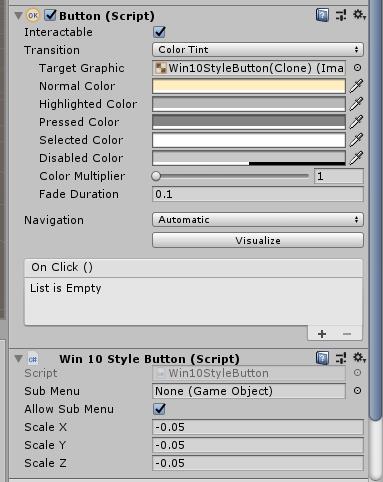 Button (Script)
Interactable
Transition Color Tint
Target Graphic Win10StyleButton(Clone) (Ima
Normal Color
Highlighted Color
Pressed Color
Selected Color
Disabled Color
Color Multiplier 1
Fade Duration 0.1
Navigation Automatic
Visualize
On Click ()
List is Empty
Win 10 Style Button (Script)
Script Win10StyleButton
Sub Menu None (Game Object)
Allow Sub Menu
Scale X -0.05
Scale Y -0.05
Scale Z -0.05